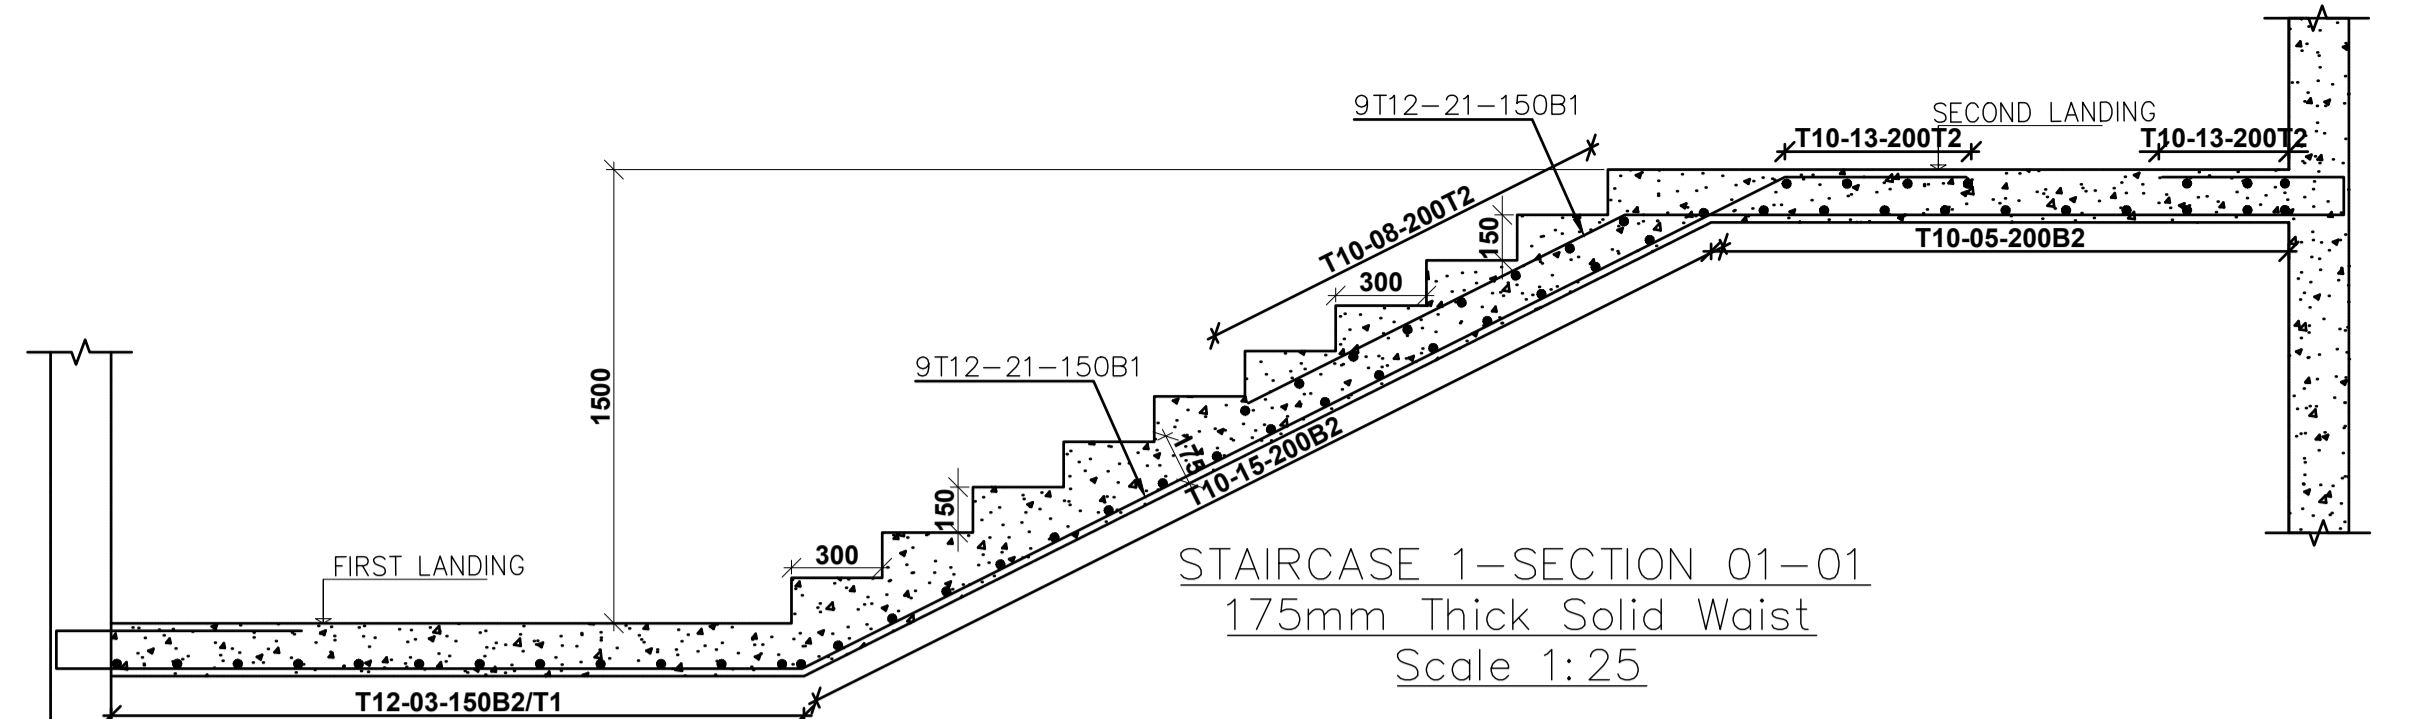 9T12-21-150B1
SECOND LANDING
T10-13-200T2
T10-13-200T2
T10-08-200T2
150
T10-05-200B2
300
9T12-21-150B1
1500
175
T10-15-200B2
150
300
FIRST LANDING
STAIRCASE 1-SECTION 01-01
175mm Thick Solid Waist
Scale 1:25
T12-03-150B2/T1